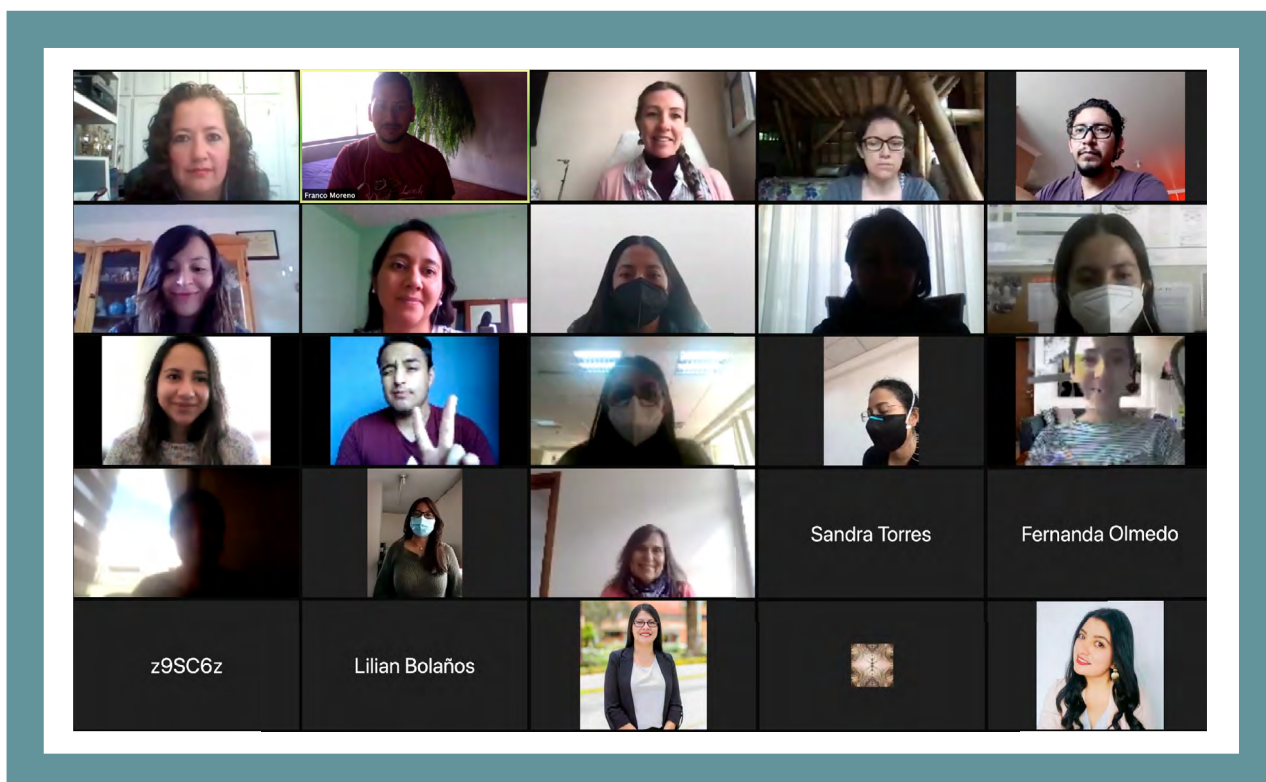 Franco Moreno
Sandra Torres
Fernanda Olmedo
z9SC6z
Lilian Bolaños